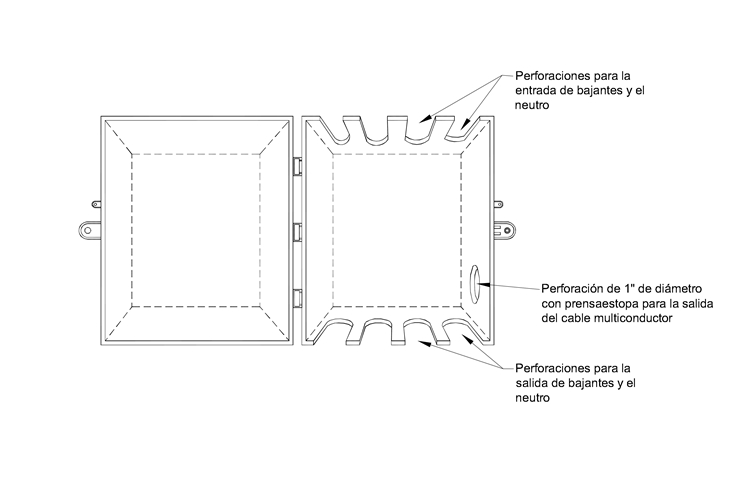 Perforaciones para la
entrada de bajantes y el
neutro
Perforación de 1" de diámetro
con prensaestopa para la salida
del cable multiconductor
Perforaciones para la
salida de bajantes y el
neutro